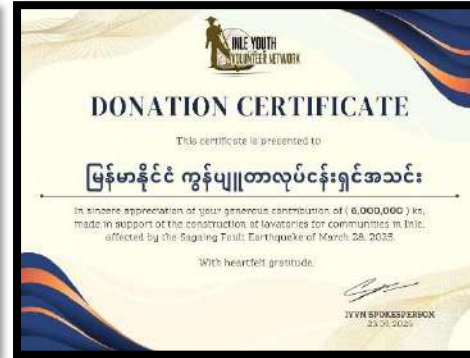 INLE YOUTH
VOLUNTEER NETWORK
DONATION CERTIFICATE
This certificate is presented to
မြန်မာနိုင်ငံ ကွန်ပျူတာလုပ်ငန်းရှင်အသင်း
In sincere appreciation of your generous contribution of ( 6,000,000 ) ks,
made in support of the construction of lavatories for communities in Inle,
affected by the Sagaing Fault Earthquake of March 28, 2025.
With heartfelt gratitude.
IYVN SPOKESPERSON